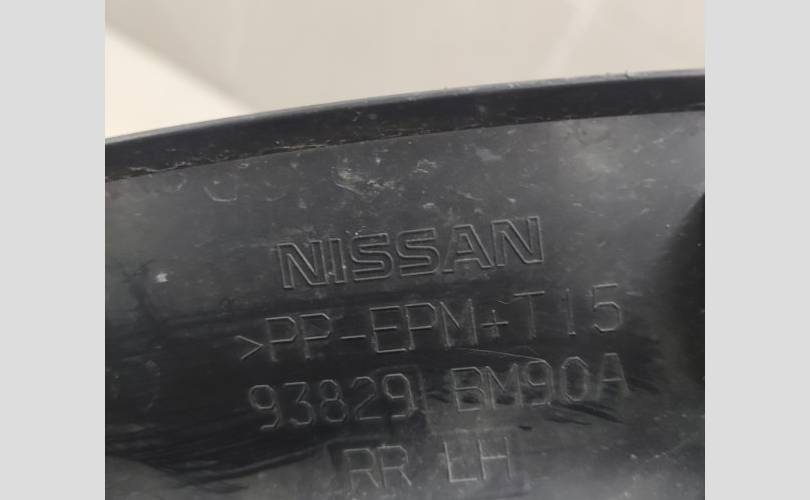 NISSAN
>PP-EPM+T15
93829 BM90A
RR LH